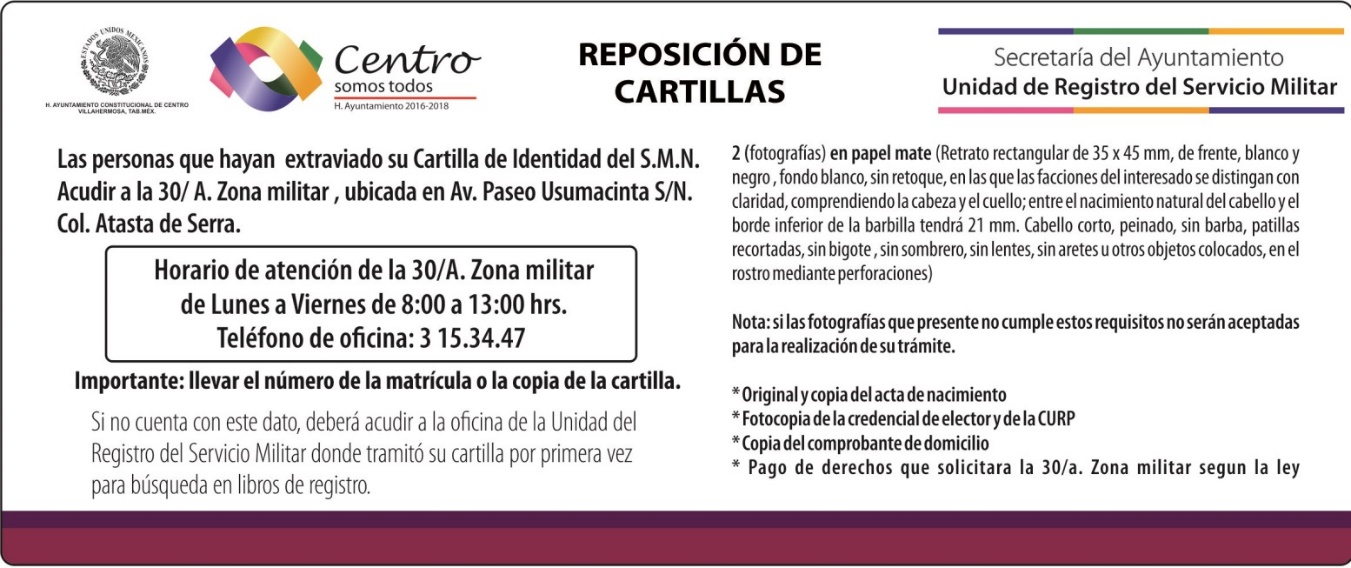 ESTADOS UNIDOS MEXICANOS
H. AYUNTAMIENTO CONSTITUCIONAL DE CENTRO
VILLAHERMOSA, TAB.MÉX.
Centro
somos todos
H. Ayuntamiento 2016-2018
REPOSICIÓN DE
CARTILLAS
Secretaría del Ayuntamiento
Unidad de Registro del Servicio Militar
Las personas que hayan extraviado su Cartilla de Identidad del S.M.N.
Acudir a la 30/ A. Zona militar , ubicada en Av. Paseo Usumacinta S/N.
Col. Atasta de Serra.
Horario de atención de la 30/A. Zona militar
de Lunes a Viernes de 8:00 a 13:00 hrs.
Teléfono de oficina: 3 15.34.47
Importante: llevar el número de la matrícula o la copia de la cartilla.
Si no cuenta con este dato, deberá acudir a la oficina de la Unidad del
Registro del Servicio Militar donde tramitó su cartilla por primera vez
para búsqueda en libros de registro.
2 (fotografías) en papel mate (Retrato rectangular de 35 x 45 mm, de frente, blanco y
negro , fondo blanco, sin retoque, en las que las facciones del interesado se distingan con
claridad, comprendiendo la cabeza y el cuello; entre el nacimiento natural del cabello y el
borde inferior de la barbilla tendrá 21 mm. Cabello corto, peinado, sin barba, patillas
recortadas, sin bigote , sin sombrero, sin lentes, sin aretes u otros objetos colocados, en el
rostro mediante perforaciones)
Nota: si las fotografías que presente no cumple estos requisitos no serán aceptadas
para la realización de su trámite.
* Original y copia del acta de nacimiento
* Fotocopia de la credencial de elector y de la CURP
* Copia del comprobante de domicilio
* Pago de derechos que solicitara la 30/a. Zona militar segun la ley